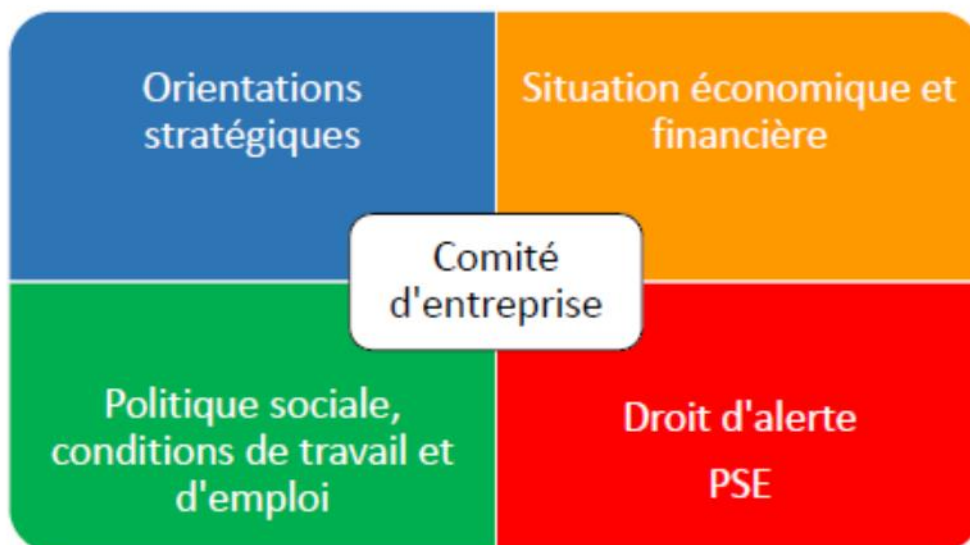 Orientations
stratégiques
Situation économique et
financière
Comité
d'entreprise
Politique sociale,
conditions de travail et
d'emploi
Droit d'alerte
PSE